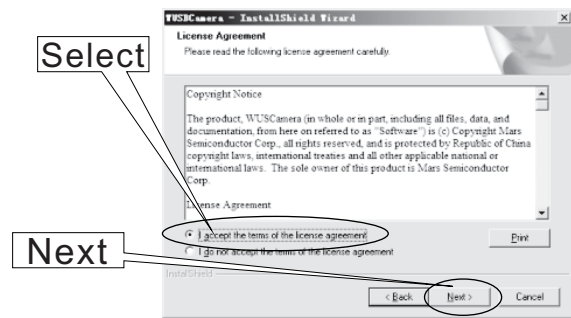 WUSBCamera - InstallShield Wizard
License Agreement
Please read the following license agreement carefully.
Select
Copyright Notice
The product, WUSCamera (in whole or in part, including all files, data, and
documentation, from here on referred to as "Software") is (c) Copyright Mars
Semiconductor Corp., all rights reserved, and is protected by Republic of China
copyright laws, international treaties and all other applicable national or
international laws. The sole owner of this product is Mars Semiconductor
Corp.
License Agreement
I accept the terms of the license agreement
Print
I do not accept the terms of the license agreement
Next
InstallShield
< Back
Next >
Cancel